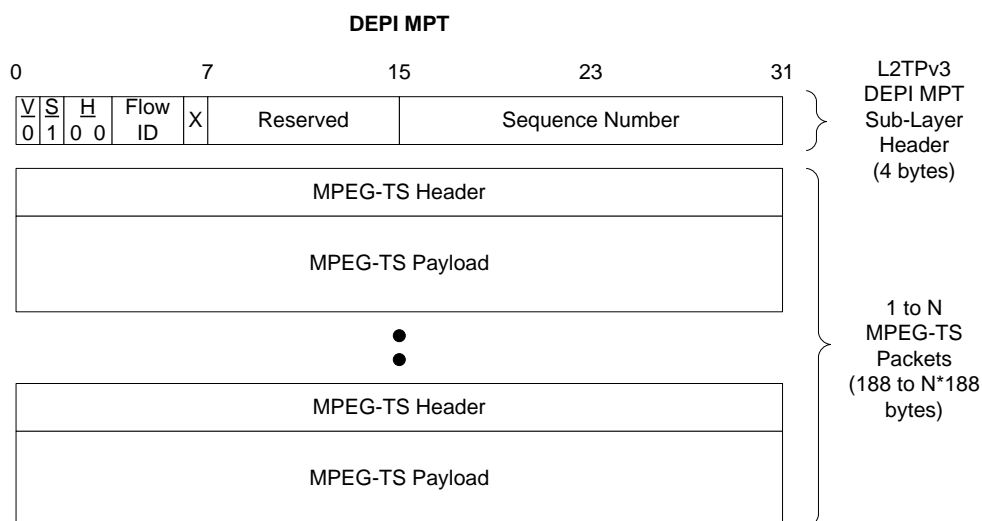 DEPI MPT
0 7 15 23 31
V S H Flow ID X Reserved Sequence Number
0 1 0 0
L2TPv3
DEPI MPT
Sub-Layer
Header
(4 bytes)
MPEG-TS Header
MPEG-TS Payload
1 to N
MPEG-TS
Packets
(188 to N*188
bytes)
MPEG-TS Header
MPEG-TS Payload